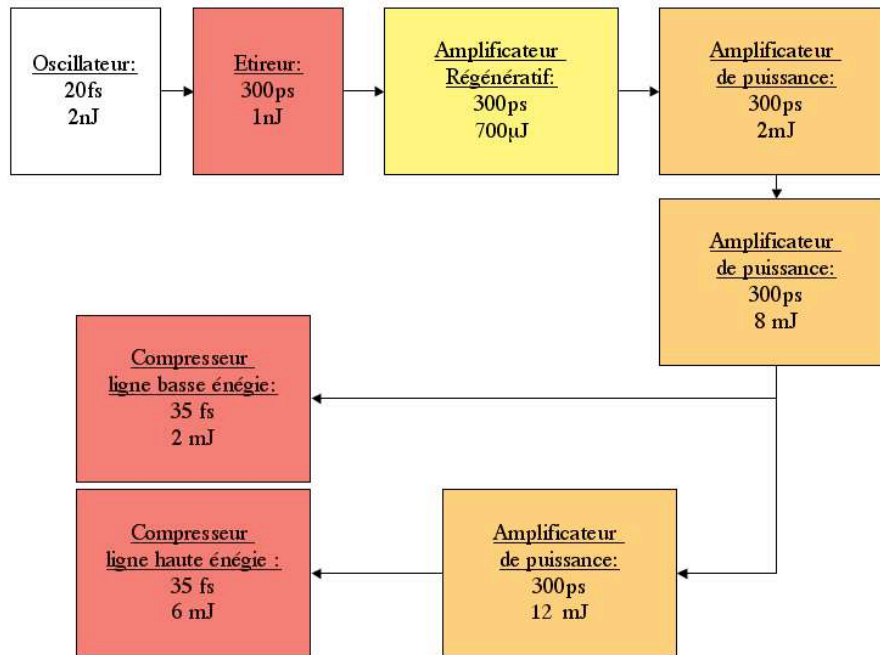 Oscillateur:
20fs
2nJ
Etireur:
300ps
1nJ
Amplificateur
Régénératif:
300ps
700µJ
Amplificateur
de puissance:
300ps
2mJ
Amplificateur
de puissance:
300ps
8 mJ
Compresseur
ligne basse énégie:
35 fs
2 mJ
Compresseur
ligne haute énégie :
35 fs
6 mJ
Amplificateur
de puissance:
300ps
12 mJ